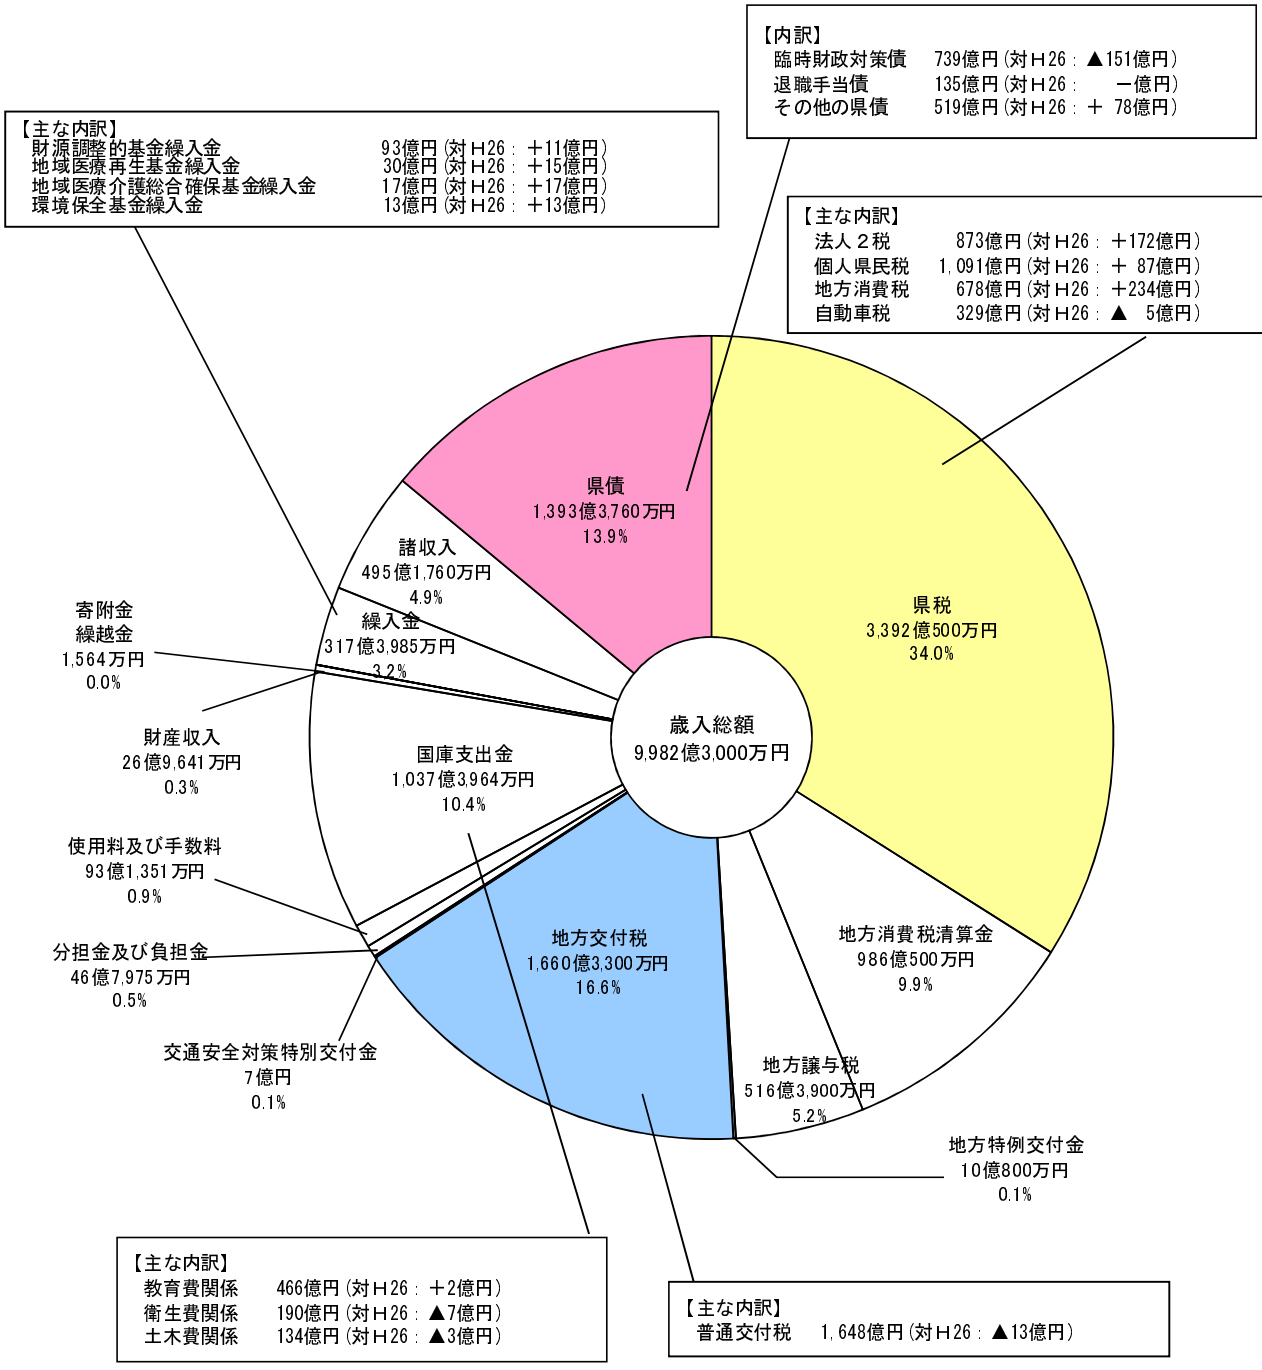 【内訳】
臨時財政対策債 739億円(対H26：▲151億円)
退職手当債 135億円(対H26： －億円)
その他の県債 519億円(対H26：＋ 78億円)
【主な内訳】
財源調整的基金繰入金 93億円(対H26：＋11億円)
地域医療再生基金繰入金 30億円(対H26：＋15億円)
地域医療介護総合確保基金繰入金 17億円(対H26：＋17億円)
環境保全基金繰入金 13億円(対H26：＋13億円)
【主な内訳】
法人２税 873億円(対H26：＋172億円)
個人県民税 1,091億円(対H26：＋ 87億円)
地方消費税 678億円(対H26：＋234億円)
自動車税 329億円(対H26：▲ 5億円)
県債
1,393億3,760万円
13.9%
諸収入
495億1,760万円
4.9%
繰入金
317億3,985万円
3.2%
寄附金
繰越金
1,564万円
0.0%
財産収入
26億9,641万円
0.3%
県税
3,392億500万円
34.0%
歳入総額
9,982億3,000万円
国庫支出金
1,037億3,964万円
10.4%
使用料及び手数料
93億1,351万円
0.9%
分担金及び負担金
46億7,975万円
0.5%
交通安全対策特別交付金
7億円
0.1%
地方交付税
1,660億3,300万円
16.6%
地方消費税清算金
986億500万円
9.9%
地方譲与税
516億3,900万円
5.2%
地方特例交付金
10億800万円
0.1%
【主な内訳】
教育費関係 466億円(対H26：＋2億円)
衛生費関係 190億円(対H26：▲7億円)
土木費関係 134億円(対H26：▲3億円)
【主な内訳】
普通交付税 1,648億円(対H26：▲13億円)